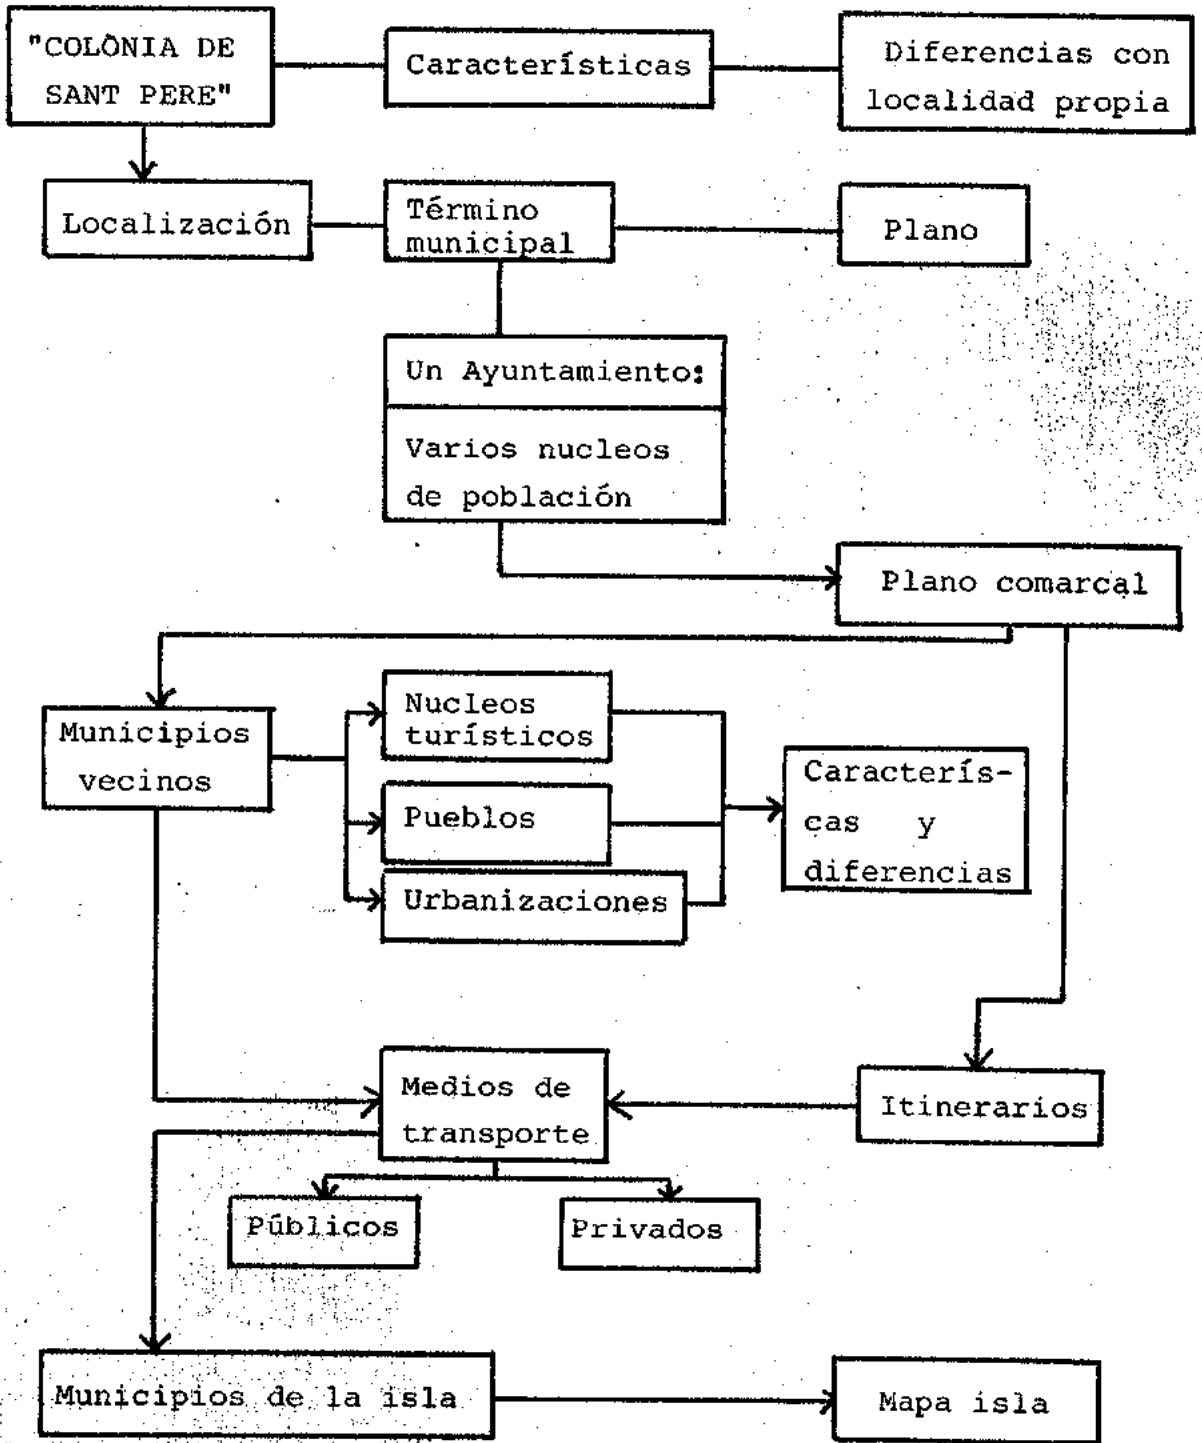 "COLÒNIA DE
SANT PERE"
Características
Diferencias con
localidad propia
Localización
Término
municipal
Plano
Un Ayuntamiento:
Varios nucleos
de población
Plano comarcal
Municipios
vecinos
Nucleos
turísticos
Pueblos
Urbanizaciones
Caracterís-
cas y
diferencias
Medios de
transporte
Itinerarios
Públicos
Privados
Municipios de la isla
Mapa isla